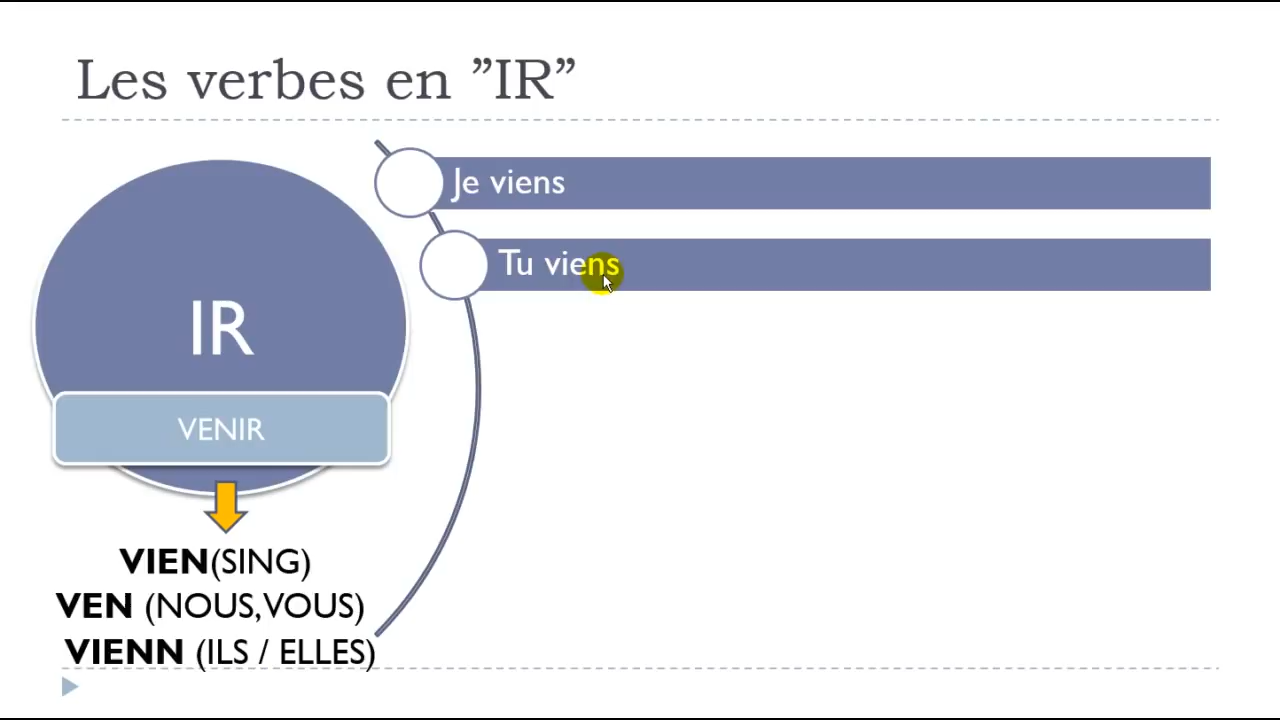 Les verbes en ”IR”
Je viens
Tu viens
IR
VENIR
VIEN(SING)
VEN (NOUS,VOUS)
VIENN (ILS / ELLES)